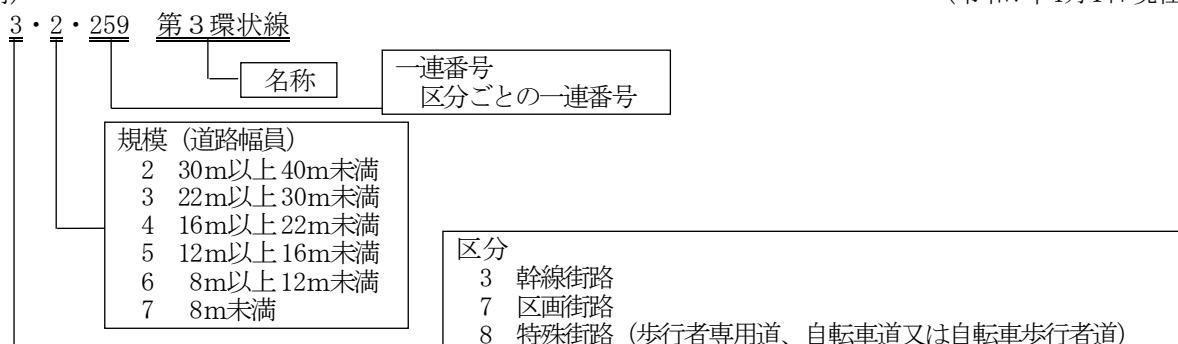 3・2・259 第3環状線
名称
一連番号
区分ごとの一連番号
規模（道路幅員）
2 30m以上40m未満
3 22m以上30m未満
4 16m以上22m未満
5 12m以上16m未満
6 8m以上12m未満
7 8m未満
区分
3 幹線街路
7 区画街路
8 特殊街路（歩行者専用道、自転車道又は自転車歩行者道）